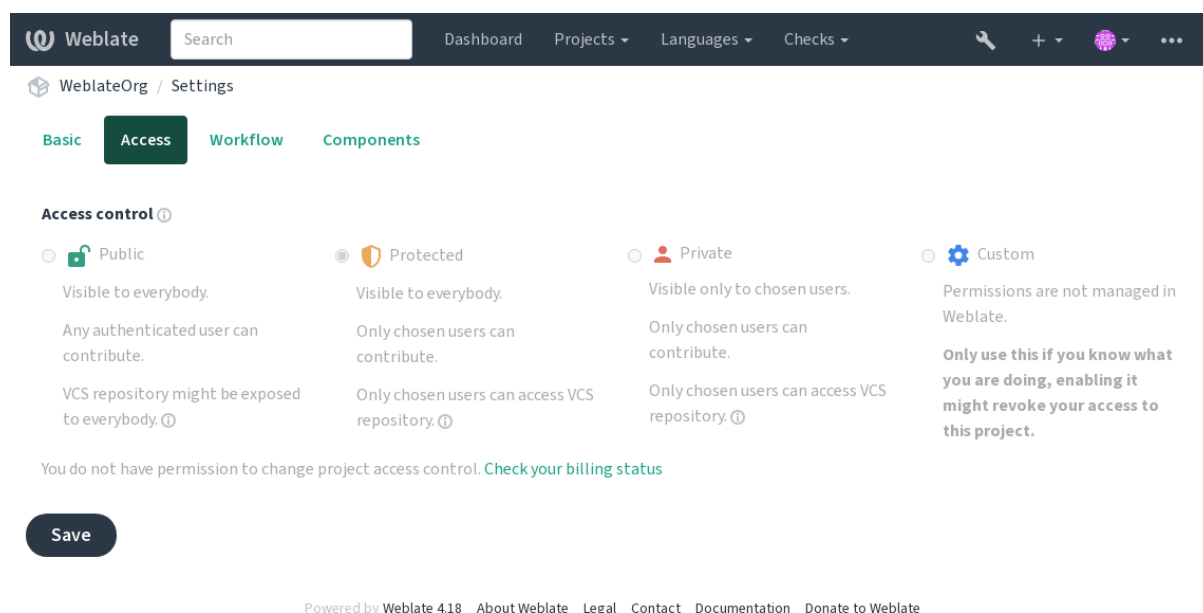 Weblate Search Dashboard Projects Languages Checks
WeblateOrg / Settings
Basic Access Workflow Components
Access control
Public
Visible to everybody.
Any authenticated user can
contribute.
VCS repository might be exposed
to everybody.
Protected
Visible to everybody.
Only chosen users can
contribute.
Only chosen users can access VCS
repository.
Private
Visible only to chosen users.
Only chosen users can
contribute.
Only chosen users can access VCS
repository.
Custom
Permissions are not managed in
Weblate.
Only use this if you know what
you are doing, enabling it
might revoke your access to
this project.
You do not have permission to change project access control. Check your billing status
Save
Powered by Weblate 4.18 About Weblate Legal Contact Documentation Donate to Weblate